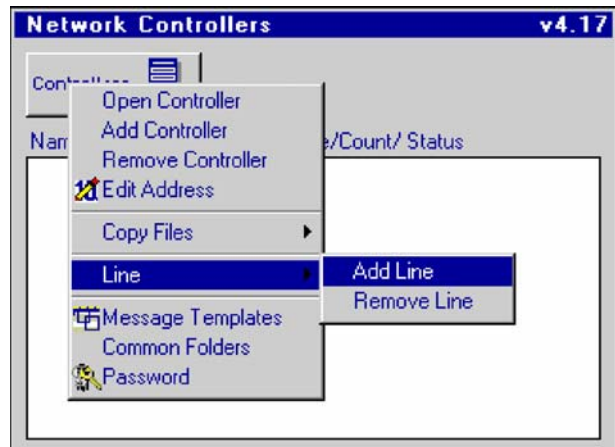 Network Controllers v4.17
Open Controller
Add Controller
Remove Controller
Edit Address
/Count/ Status
Copy Files
Line
Add Line
Remove Line
Message Templates
Common Folders
Password